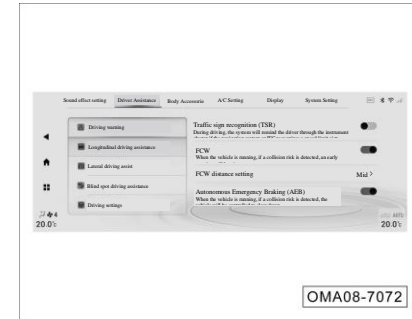 Sound effect setting Driver Assistance Body Accessorie A/C Setting Display System Setting
Driving warning
Longitudinal driving assistance
Lateral driving assist
Blind spot driving assistance
Driving settings
Traffic sign recognition (TSR)
During driving, the system will remind the driver through the instrument
FCW
When the vehicle is running, if a collision risk is detected, an early
FCW distance setting Mid >
Autonomous Emergency Braking (AEB)
When the vehicle is running, if a collision risk is detected, the
4
20.0°c
AUTO
20.0°c
OMA08-7072